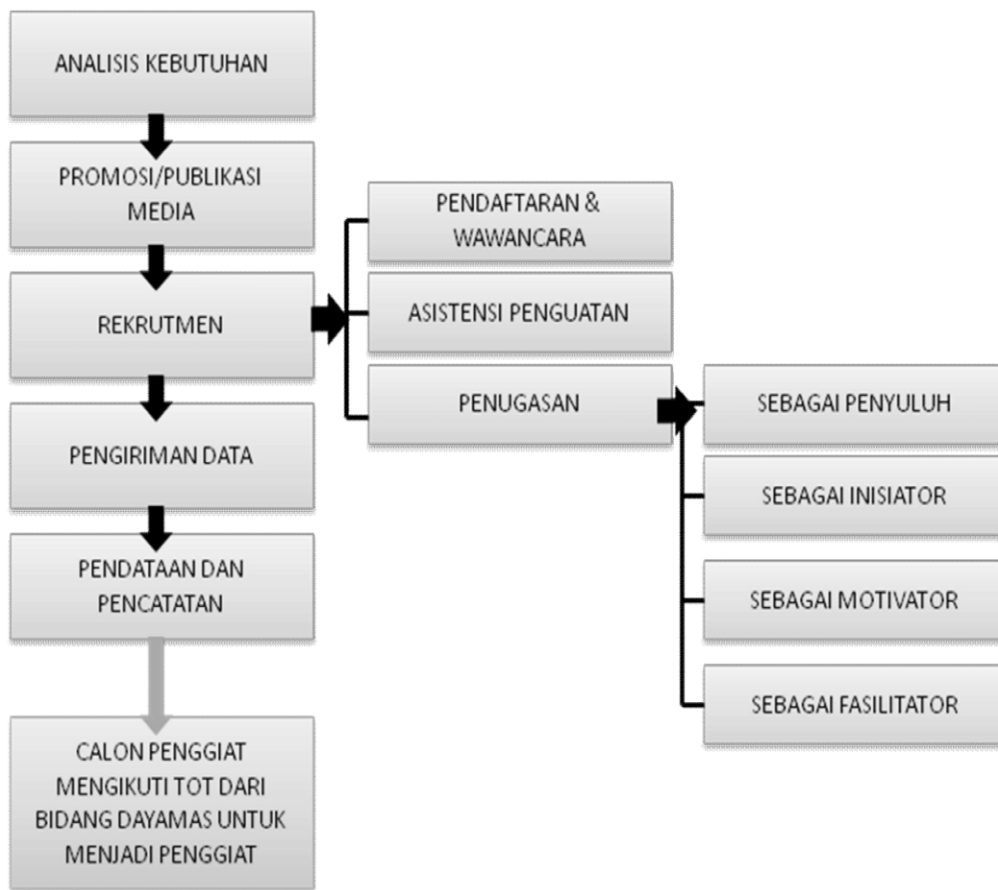 ANALISIS KEBUTUHAN
PROMOSI/PUBLIKASI
MEDIA
REKRUTMEN
PENGIRIMAN DATA
PENDATAAN DAN
PENCATATAN
CALON PENGGIAT
MENGIKUTI TOT DARI
BIDANG DAYAMAS UNTUK
MENJADI PENGGIAT
PENDAFTARAN &
WAWANCARA
ASISTENSI PENGUATAN
PENUGASAN
SEBAGAI PENYULUH
SEBAGAI INISIATOR
SEBAGAI MOTIVATOR
SEBAGAI FASILITATOR